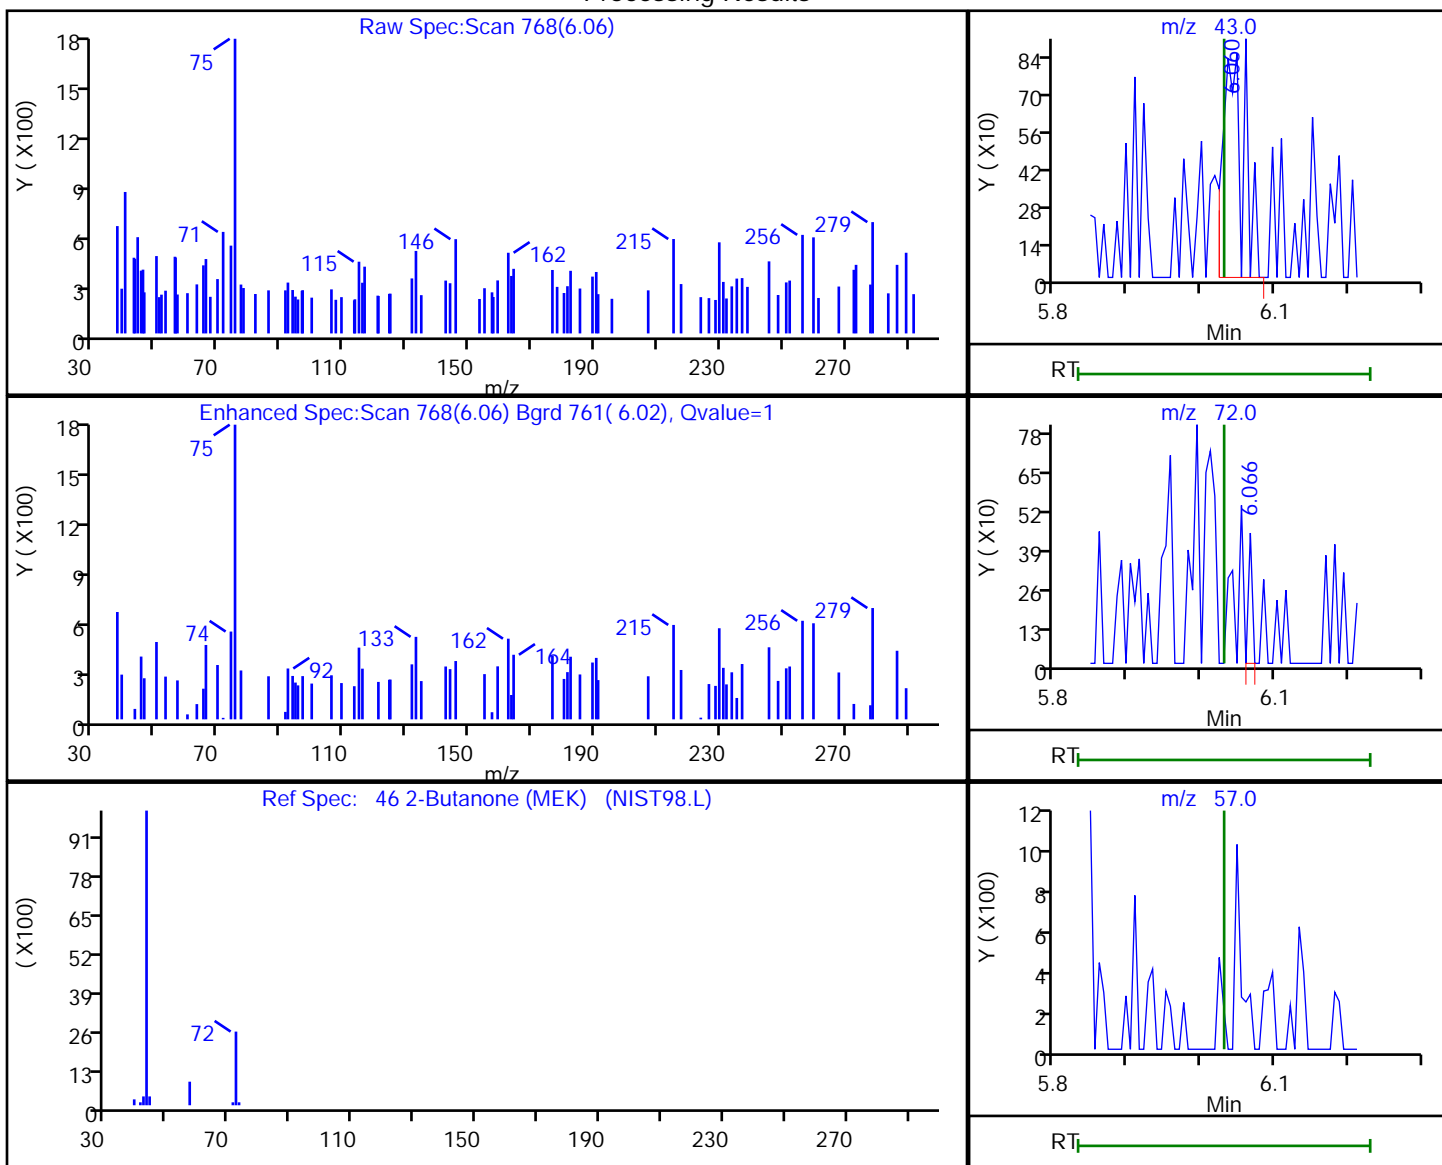 Processing Results
Raw Spec:Scan 768(6.06)
Y ( X100)
18
15
12
9
6
3
0
75
71
115
146
162
215
256
279
30 70 110 150 190 230 270
m/z
m/z 43.0
Y ( X10)
84
70
56
42
28
14
0
6.060
5.8 6.1
Min
RT
Enhanced Spec:Scan 768(6.06) Bgrd 761( 6.02), Qvalue=1
Y ( X100)
18
15
12
9
6
3
0
75
74
92
133
162
164
215
256
279
30 70 110 150 190 230 270
m/z
m/z 72.0
Y ( X10)
78
65
52
39
26
13
0
6.066
5.8 6.1
Min
RT
Ref Spec: 46 2-Butanone (MEK) (NIST98.L)
( X100)
91
78
65
52
39
26
13
0
72
30 70 110 150 190 230 270
m/z 57.0
Y ( X100)
12
10
8
6
4
2
0
5.8 6.1
Min
RT